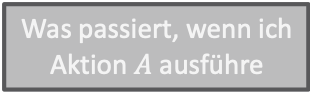 Was passiert, wenn ich
Aktion A ausführe